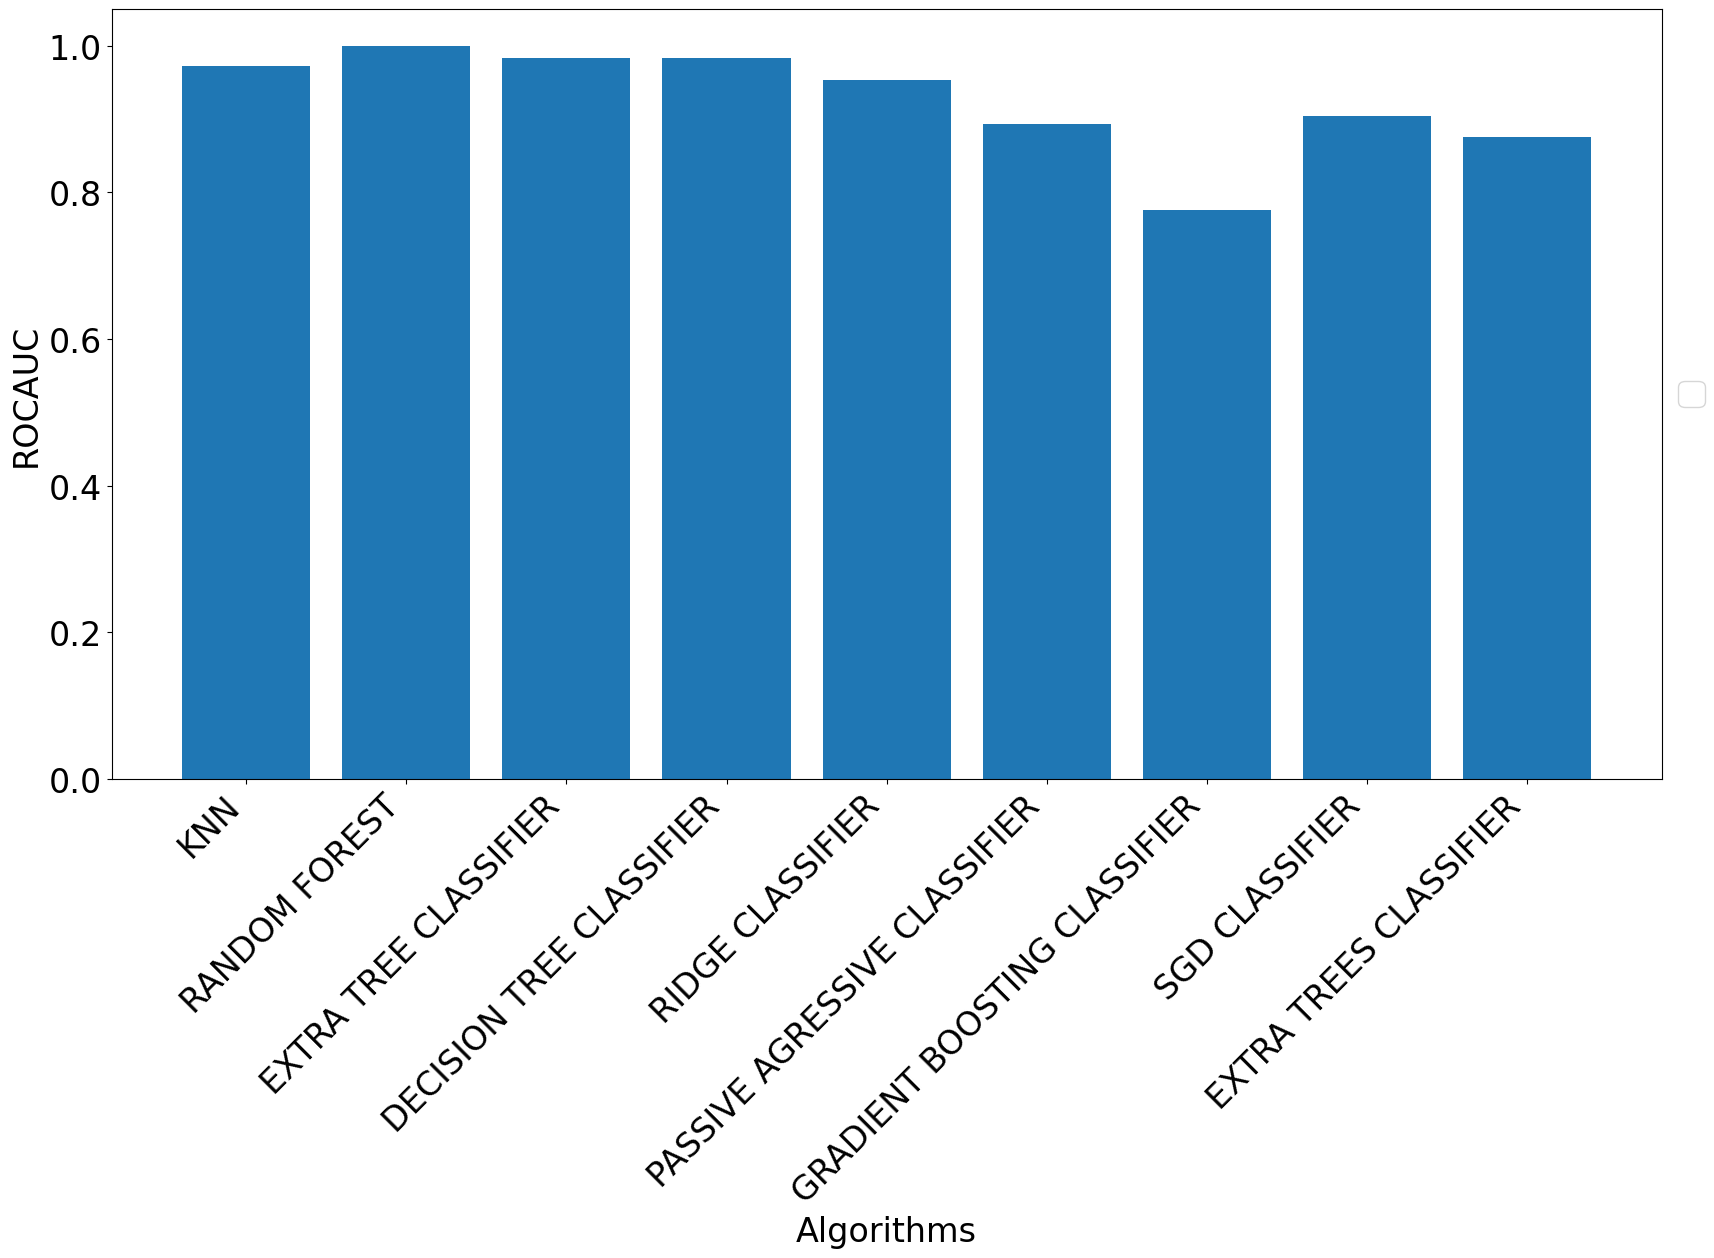 1.0
0.8
0.6
0.4
0.2
0.0
ROCAUC
KNN
RANDOM FOREST
EXTRA TREE CLASSIFIER
DECISION TREE CLASSIFIER
RIDGE CLASSIFIER
PASSIVE AGRESSIVE CLASSIFIER
GRADIENT BOOSTING CLASSIFIER
SGD CLASSIFIER
EXTRA TREES CLASSIFIER
Algorithms